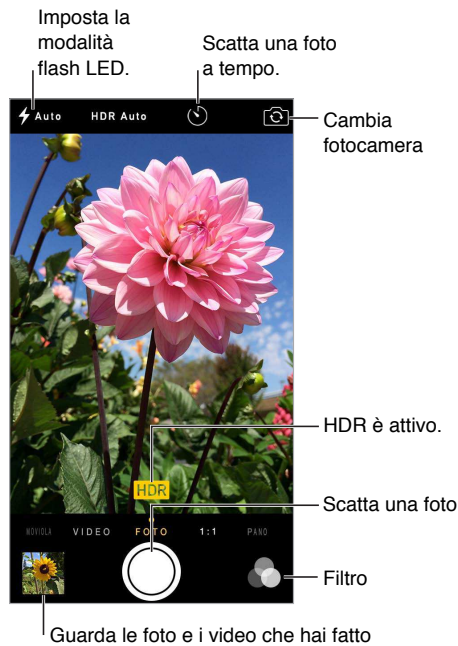 Imposta la
modalità
flash LED.
Scatta una foto
a tempo.
Auto
HDR Auto
Cambia
fotocamera
HDR è attivo.
HDR
Scatta una foto
MOVIOLA VIDEO FOTO 1:1 PANO
Filtro
Guarda le foto e i video che hai fatto